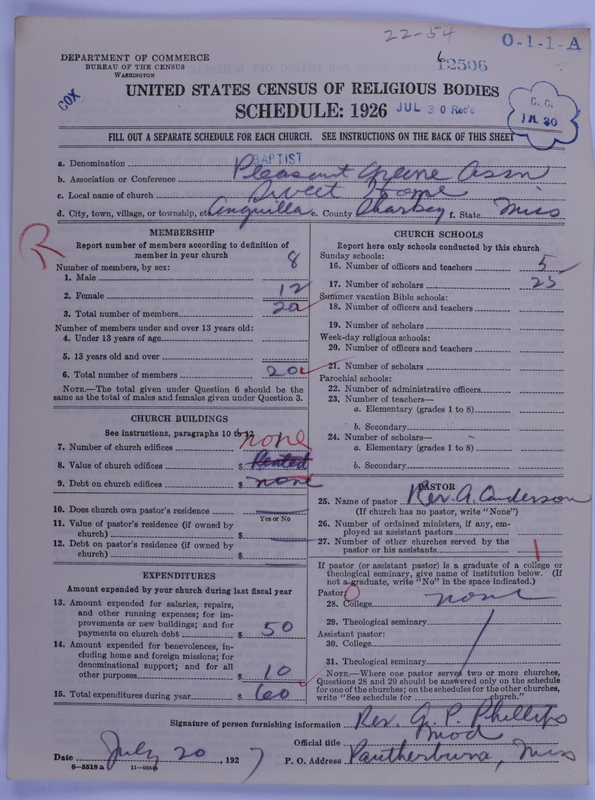 22-54
0-1-1-A
DEPARTMENT OF COMMERCE
BUREAU OF THE CENSUS
WASHINGTON
12506
COX
UNITED STATES CENSUS OF RELIGIOUS BODIES
SCHEDULE: 1926
JUL 30 Rec'd
C. C.
FILL OUT A SEPARATE SCHEDULE FOR EACH CHURCH. SEE INSTRUCTIONS ON THE BACK OF THIS SHEET
a. Denomination BAPTIST
b. Association or Conference Pleasant Greene Assn
c. Local name of church Sweet Home
d. City, town, village, or township, etc. Anguilla e. County Sharkey f. State Miss
R
MEMBERSHIP
Report number of members according to definition of
member in your church
Number of members, by sex:
1. Male 8
2. Female 12
3. Total number of members 20
Number of members under and over 13 years old:
4. Under 13 years of age
5. 13 years old and over
6. Total number of members 20
NOTE.—The total given under Question 6 should be the
same as the total of males and females given under Question 3.
CHURCH BUILDINGS
See instructions, paragraphs 10 to 12
7. Number of church edifices none
8. Value of church edifices $ Rented
9. Debt on church edifices $ none
10. Does church own pastor's residence
Yes or No
11. Value of pastor's residence (if owned by
church) $
12. Debt on pastor's residence (if owned by
church) $
EXPENDITURES
Amount expended by your church during last fiscal year
13. Amount expended for salaries, repairs,
and other running expenses; for im-
provements or new buildings; and for
payments on church debt $ 50
14. Amount expended for benevolences, in-
cluding home and foreign missions; for
denominational support; and for all
other purposes $ 10
15. Total expenditures during year $ 60
CHURCH SCHOOLS
Report here only schools conducted by this church
Sunday schools:
16. Number of officers and teachers 5
17. Number of scholars 25
Summer vacation Bible schools:
18. Number of officers and teachers
19. Number of scholars
Week-day religious schools:
20. Number of officers and teachers
21. Number of scholars
Parochial schools:
22. Number of administrative officers
23. Number of teachers—
a. Elementary (grades 1 to 8)
b. Secondary
24. Number of scholars—
a. Elementary (grades 1 to 8)
b. Secondary
PASTOR
25. Name of pastor Rev. A. Anderson
(If church has no pastor, write "None")
26. Number of ordained ministers, if any, em-
ployed as assistant pastors
27. Number of other churches served by the
pastor or his assistants 1
If pastor (or assistant pastor) is a graduate of a college or
theological seminary, give name of institution below. (If
not a graduate, write "No" in the space indicated.)
Pastor: 0
28. College none
29. Theological seminary
Assistant pastor:
30. College
31. Theological seminary
NOTE.—Where one pastor serves two or more churches,
Questions 28 and 29 should be answered only on the schedule
for one of the churches; on the schedules for the other churches,
write "See schedule for church."
Signature of person furnishing information Rev. G. P. Phillips
Official title Mod
Date July 20, 1927 P. O. Address Pantherburn, Miss
8—5518 a